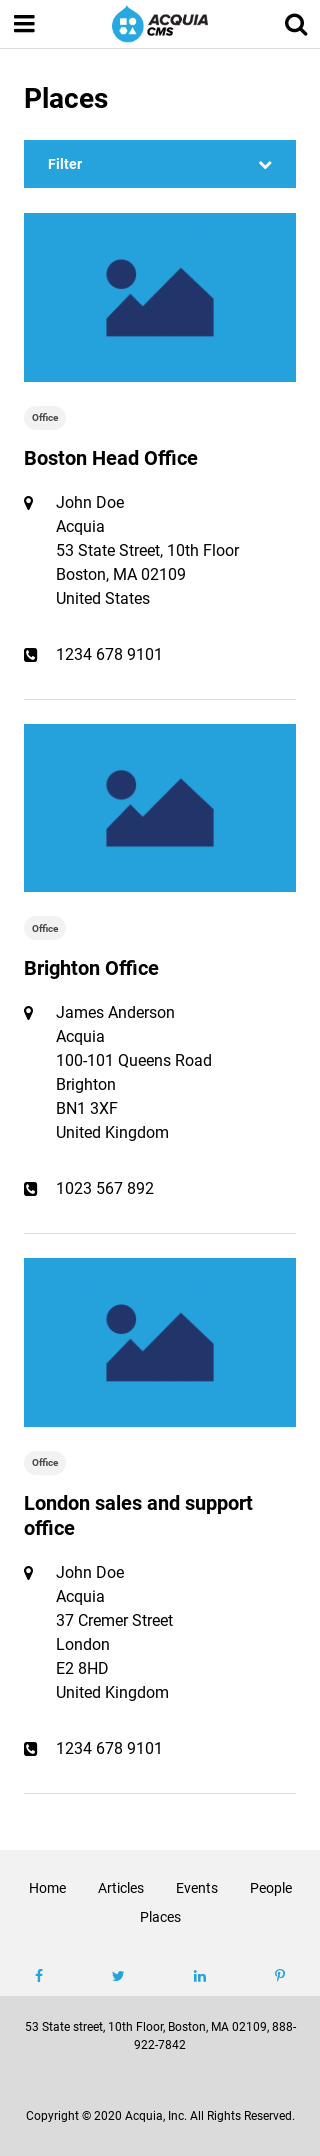 ACQUIA
CMS
Places
Filter
Office
Boston Head Office
John Doe
Acquia
53 State Street, 10th Floor
Boston, MA 02109
United States
1234 678 9101
Office
Brighton Office
James Anderson
Acquia
100-101 Queens Road
Brighton
BN1 3XF
United Kingdom
1023 567 892
Office
London sales and support
office
John Doe
Acquia
37 Cremer Street
London
E2 8HD
United Kingdom
1234 678 9101
Home Articles Events People
Places
53 State street, 10th Floor, Boston, MA 02109, 888-
922-7842
Copyright © 2020 Acquia, Inc. All Rights Reserved.